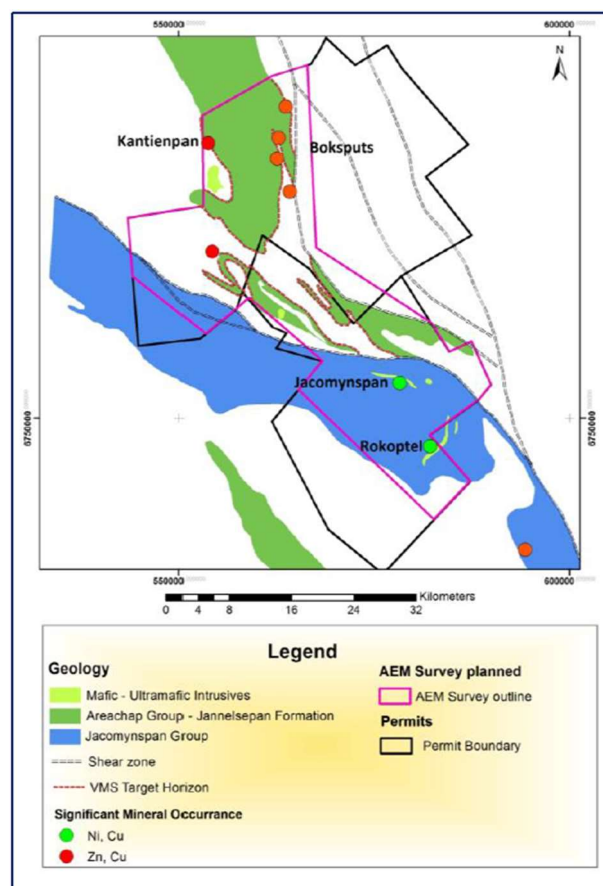 550000
600000
N
Kantienpan
Boksputs
Jacomynspan
6750000
6750000
Rokoptel
550000
600000
Kilometers
0 4 8 16 24 32
Legend
Geology
Mafic - Ultramafic Intrusives
Areachap Group - Jannelsepan Formation
Jacomynspan Group
Shear zone
VMS Target Horizon
Significant Mineral Occurrance
Ni, Cu
Zn, Cu
AEM Survey planned
AEM Survey outline
Permits
Permit Boundary